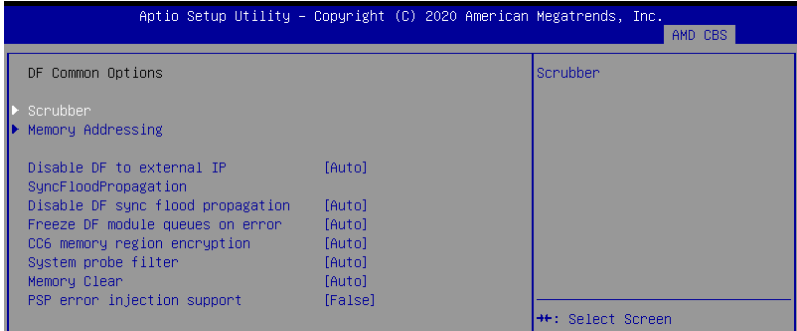 Aptio Setup Utility – Copyright (C) 2020 American Megatrends, Inc.
AMD CBS
DF Common Options
Scrubber
Scrubber
Memory Addressing
Disable DF to external IP [Auto]
SyncFloodPropagation
Disable DF sync flood propagation [Auto]
Freeze DF module queues on error [Auto]
CC6 memory region encryption [Auto]
System probe filter [Auto]
Memory Clear [Auto]
PSP error injection support [False]
→←: Select Screen